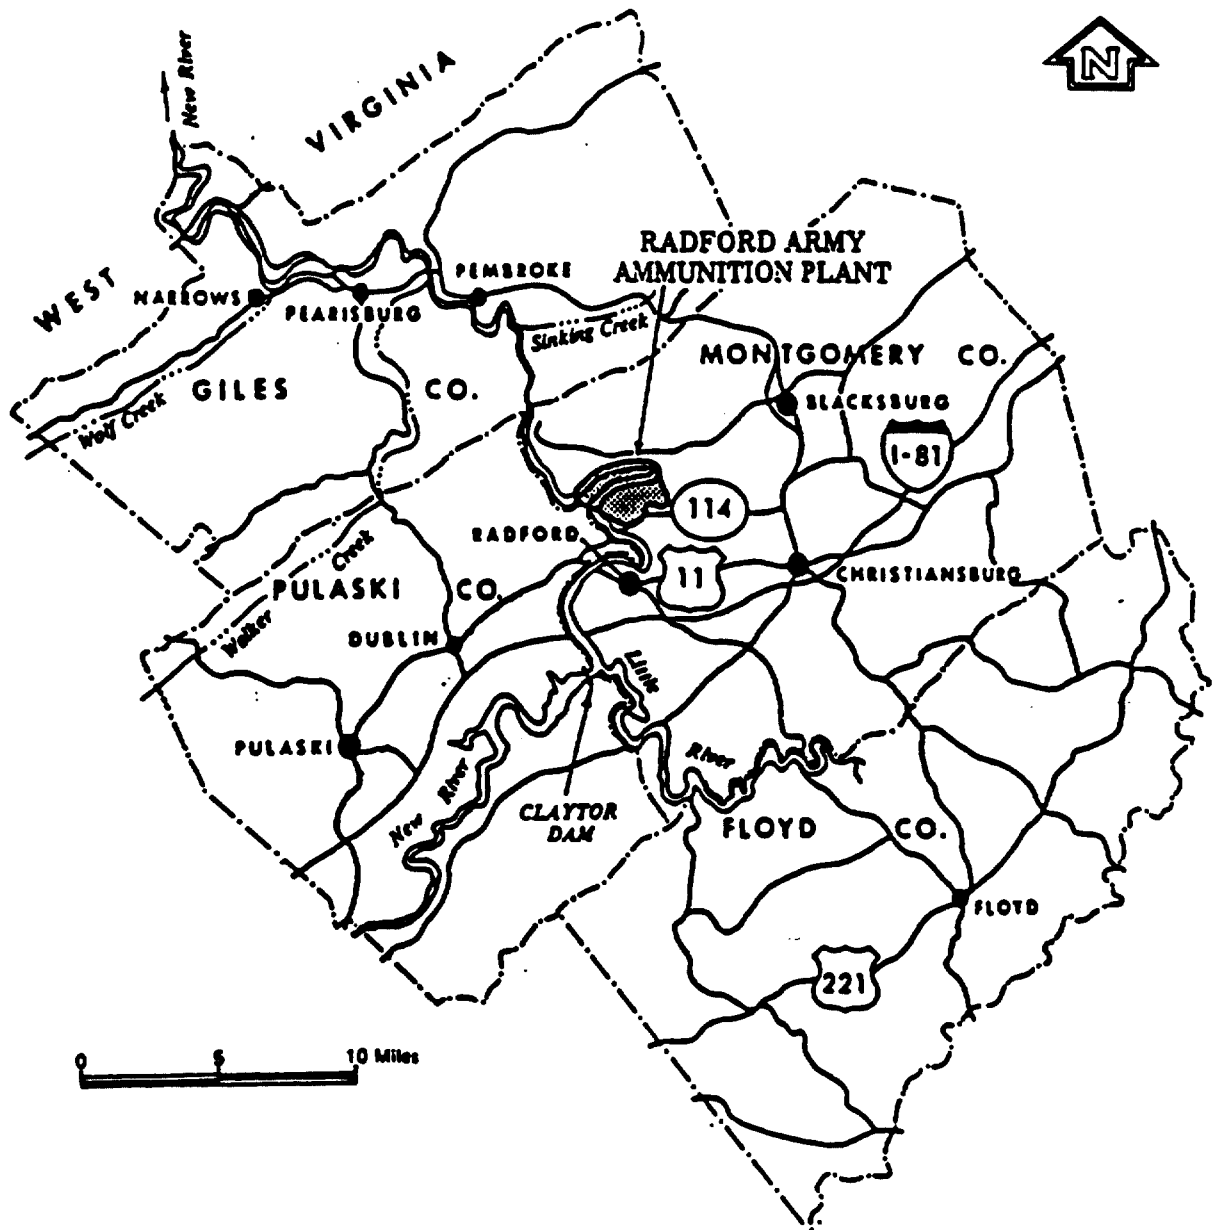 N
New River
VIRGINIA
WEST
RADFORD ARMY
AMMUNITION PLANT
PEMBROKE
NARROWS
PEARISBURG
Sinking Creek
MONTGOMERY CO.
GILES CO.
BLACKSBURG
Wolf Creek
I-81
114
RADFORD
11
CHRISTIANSBURG
Walker Creek
PULASKI CO.
DUBLIN
Little River
PULASKI
New River
CLAYTOR
DAM
FLOYD CO.
FLOYD
221
0 5 10 Miles